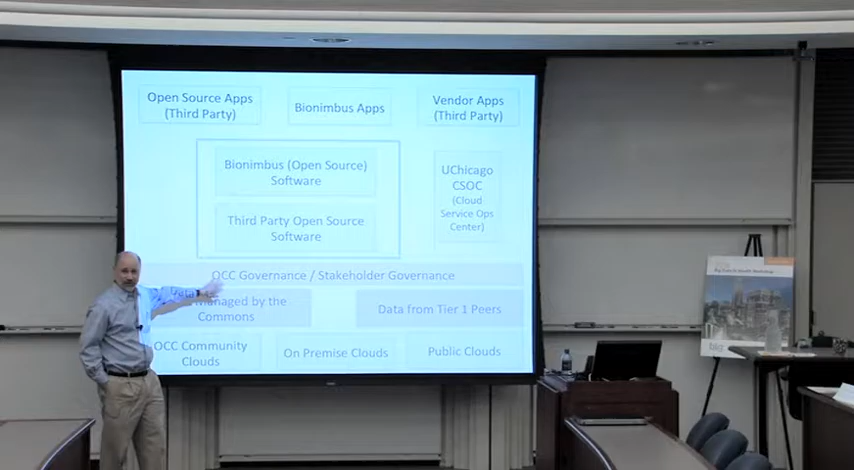 Open Source Apps
(Third Party)
Bionimbus Apps
Vendor Apps
(Third Party)
Bionimbus (Open Source)
Software
UChicago
CSOC
(Cloud
Service Ops
Center)
Third Party Open Source
Software
OCC Governance / Stakeholder Governance
Managed by the
Commons
Data from Tier 1 Peers
OCC Community
Clouds
On Premise Clouds
Public Clouds